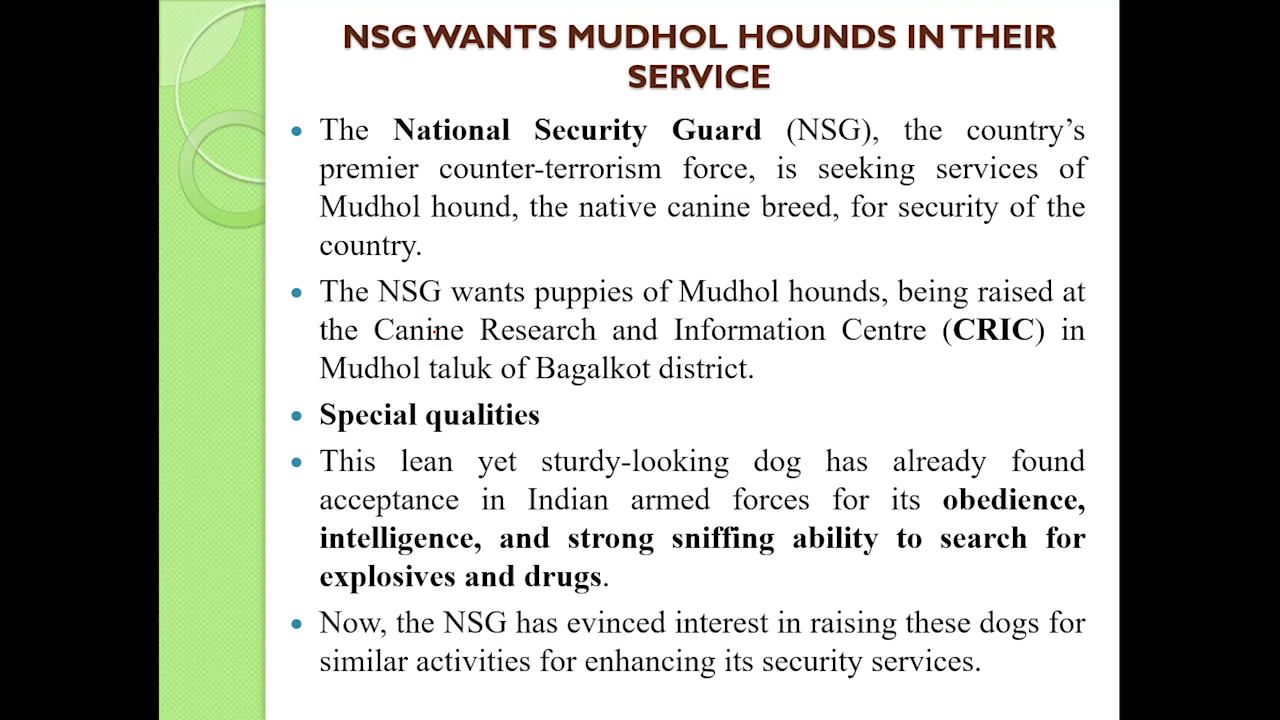 NSG WANTS MUDHOL HOUNDS IN THEIR
SERVICE
• The National Security Guard (NSG), the country’s
premier counter-terrorism force, is seeking services of
Mudhol hound, the native canine breed, for security of the
country.
• The NSG wants puppies of Mudhol hounds, being raised at
the Canine Research and Information Centre (CRIC) in
Mudhol taluk of Bagalkot district.
• Special qualities
• This lean yet sturdy-looking dog has already found
acceptance in Indian armed forces for its obedience,
intelligence, and strong sniffing ability to search for
explosives and drugs.
• Now, the NSG has evinced interest in raising these dogs for
similar activities for enhancing its security services.